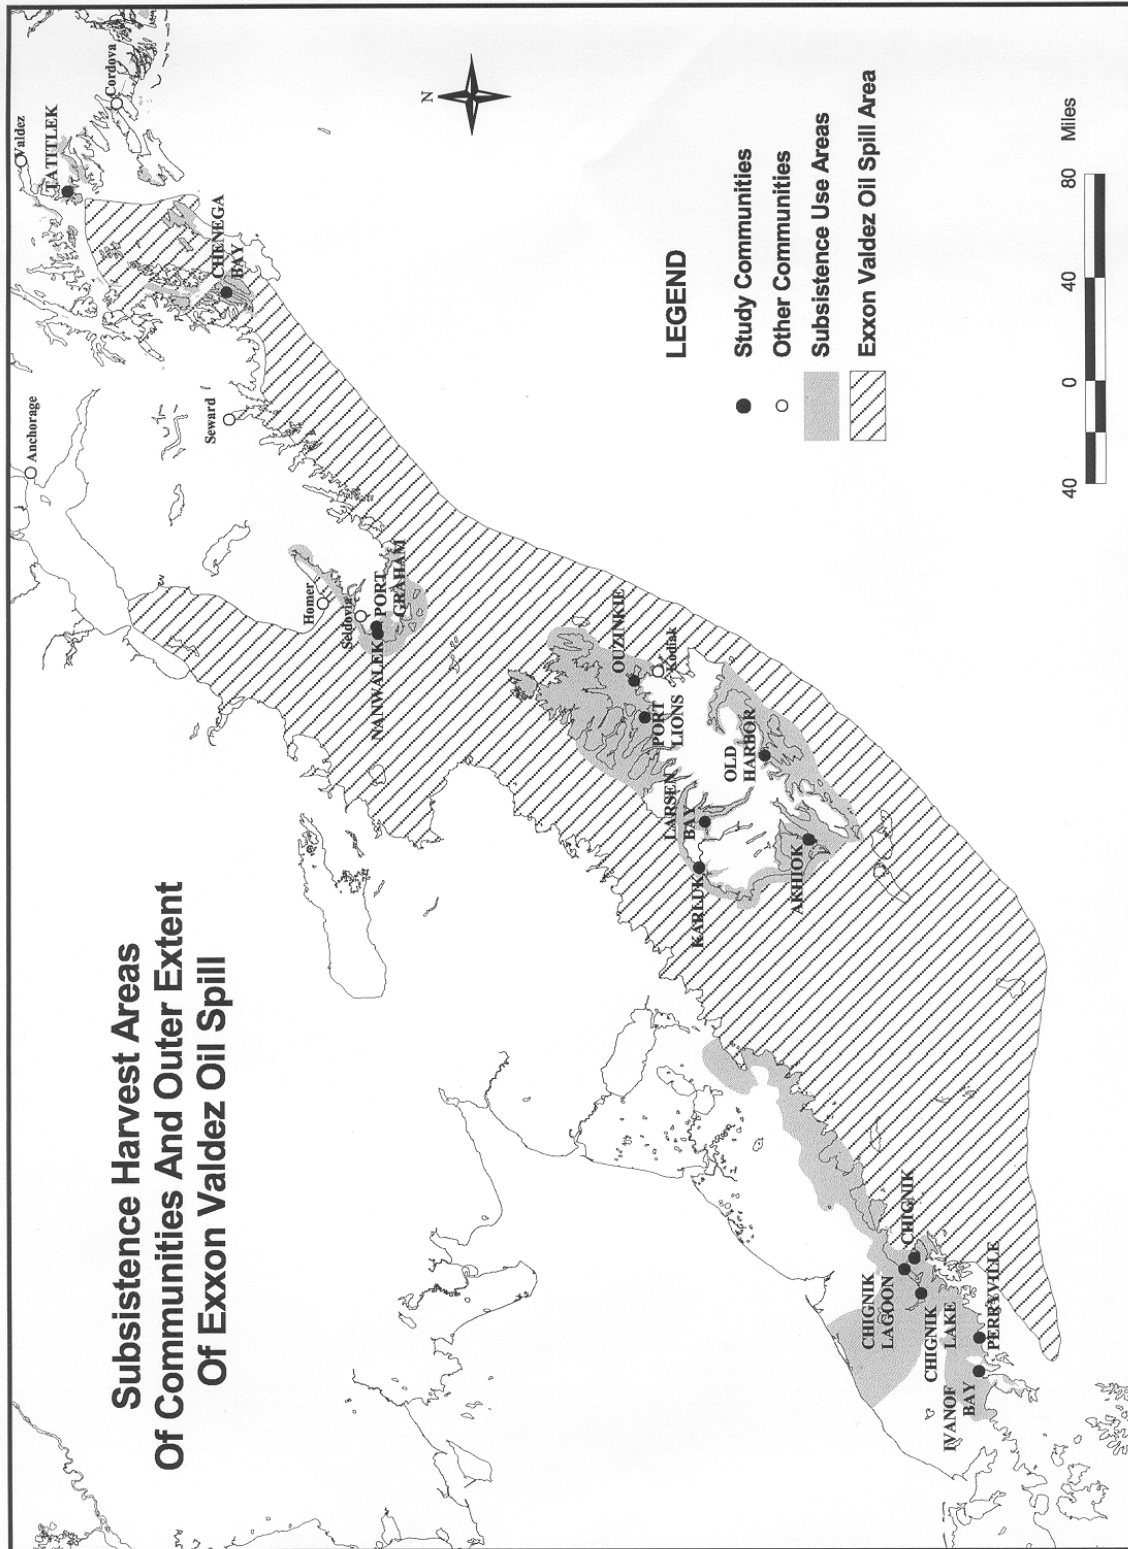 Subsistence Harvest Areas
Of Communities And Outer Extent
Of Exxon Valdez Oil Spill
Anchorage
Valdez
TATITLEK
Cordova
CHENEGA
BAY
Seward
Homer
Seldovia
NANWALEK
PORT
GRAHAM
OUZINKIE
Kodiak
PORT
LIONS
LARSEN
BAY
KARLUK
OLD
HARBOR
AKHIOK
CHIGNIK
CHIGNIK
LAGOON
CHIGNIK
LAKE
PERRYVILLE
IVANOF
BAY
N
LEGEND
Study Communities
Other Communities
Subsistence Use Areas
Exxon Valdez Oil Spill Area
40 0 40 80 Miles